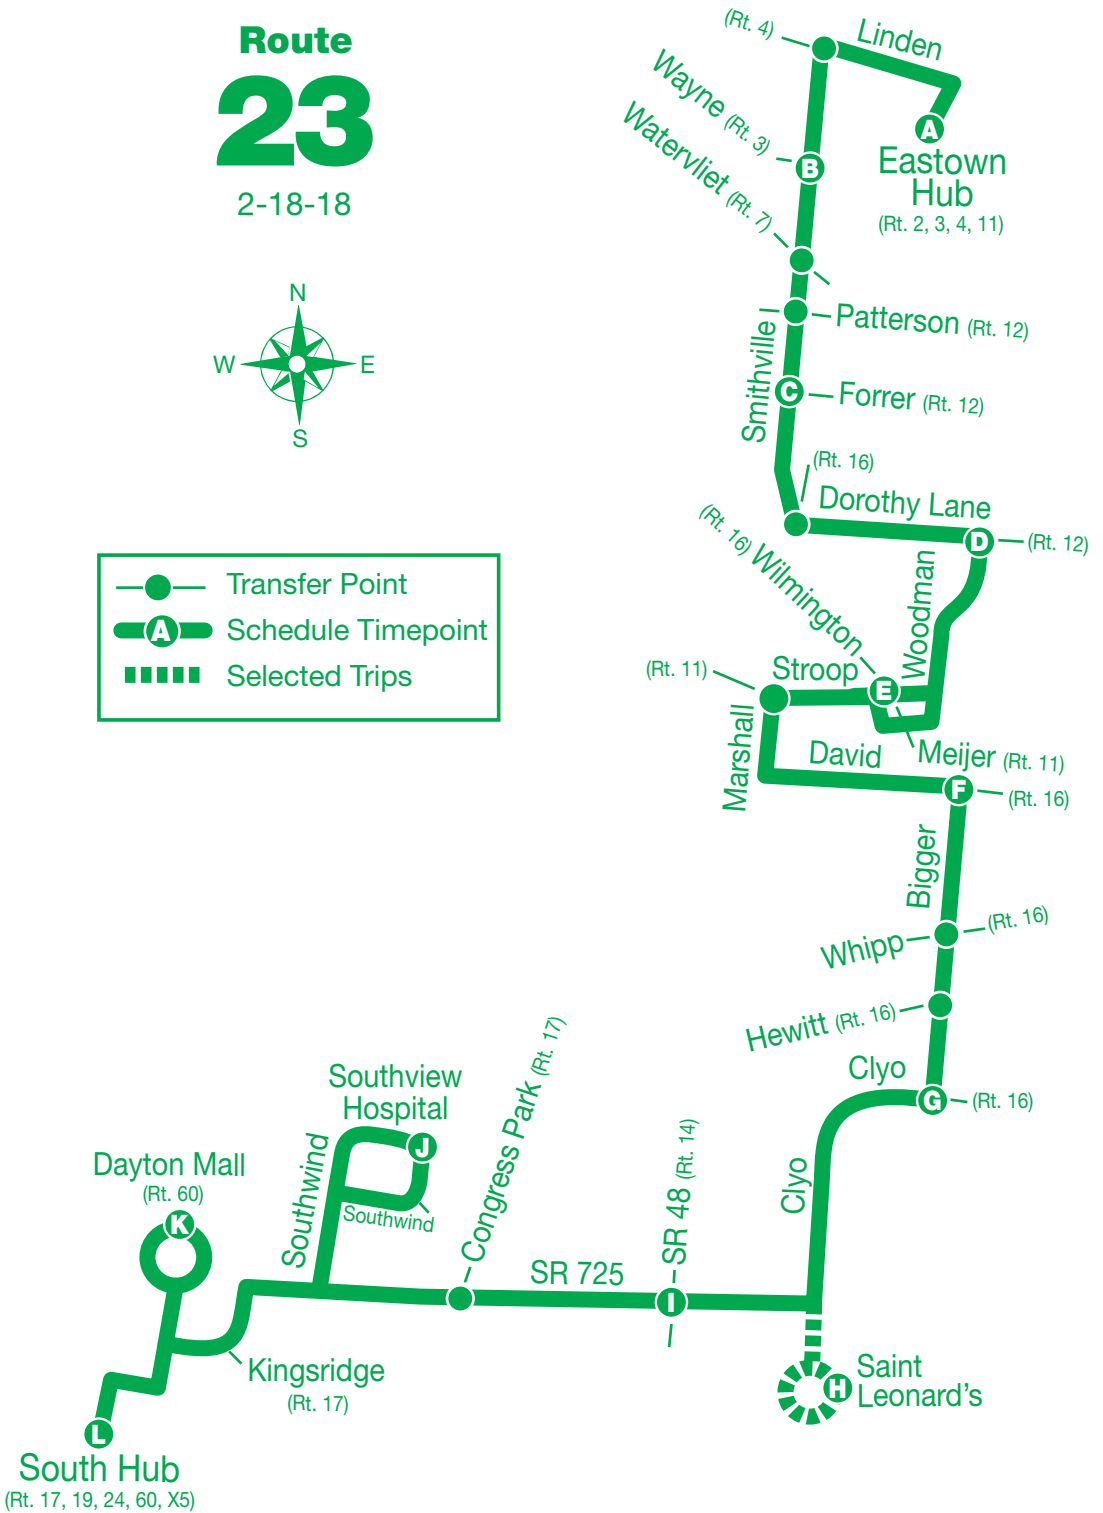 Route
23
2-18-18
N
W
E
S
Transfer Point
A
Schedule Timepoint
Selected Trips
(Rt. 4)
Linden
A
Eastown
Hub
(Rt. 2, 3, 4, 11)
Wayne (Rt. 3)
B
Watervliet (Rt. 7)
Patterson (Rt. 12)
Smithville
C
Forrer (Rt. 12)
(Rt. 16)
Dorothy Lane
D
(Rt. 12)
(Rt. 16) Wilmington
Woodman
(Rt. 11)
Stroop
E
Marshall
David
Meijer (Rt. 11)
F
(Rt. 16)
Bigger
Whipp
(Rt. 16)
Hewitt (Rt. 16)
Clyo
G
(Rt. 16)
Clyo
Southview
Hospital
J
Southwind
Southwind
Congress Park (Rt. 17)
SR 48 (Rt. 14)
Dayton Mall
(Rt. 60)
K
SR 725
I
Kingsridge
(Rt. 17)
H
Saint
Leonard's
L
South Hub
(Rt. 17, 19, 24, 60, X5)